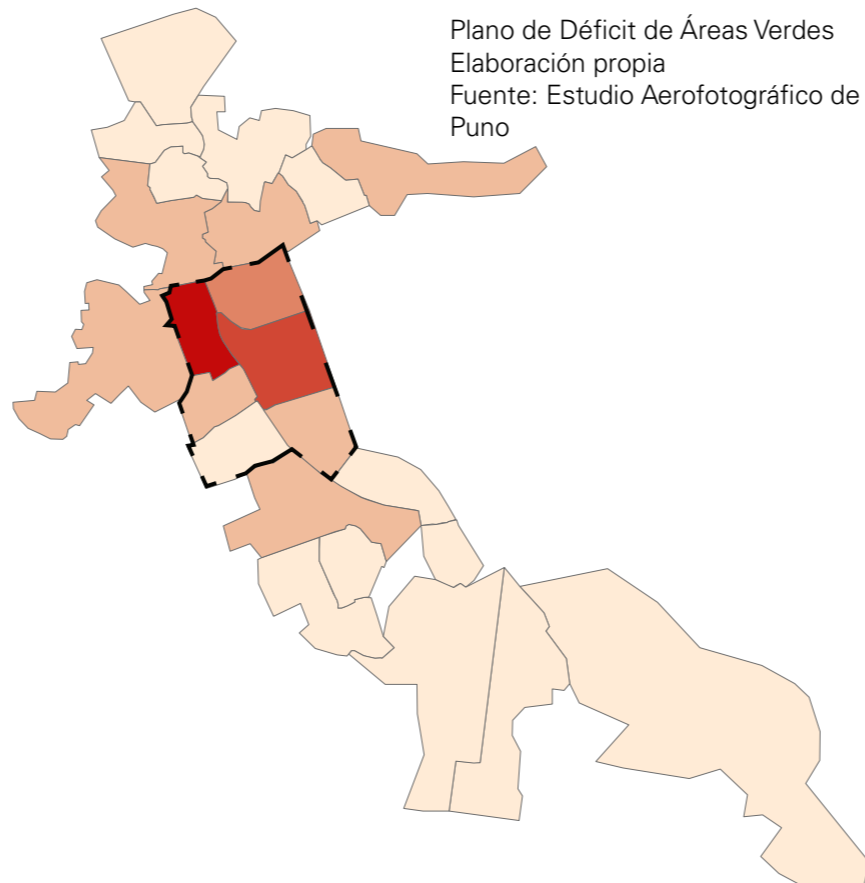 Plano de Déficit de Áreas Verdes
Elaboración propia
Fuente: Estudio Aerofotográfico de
Puno